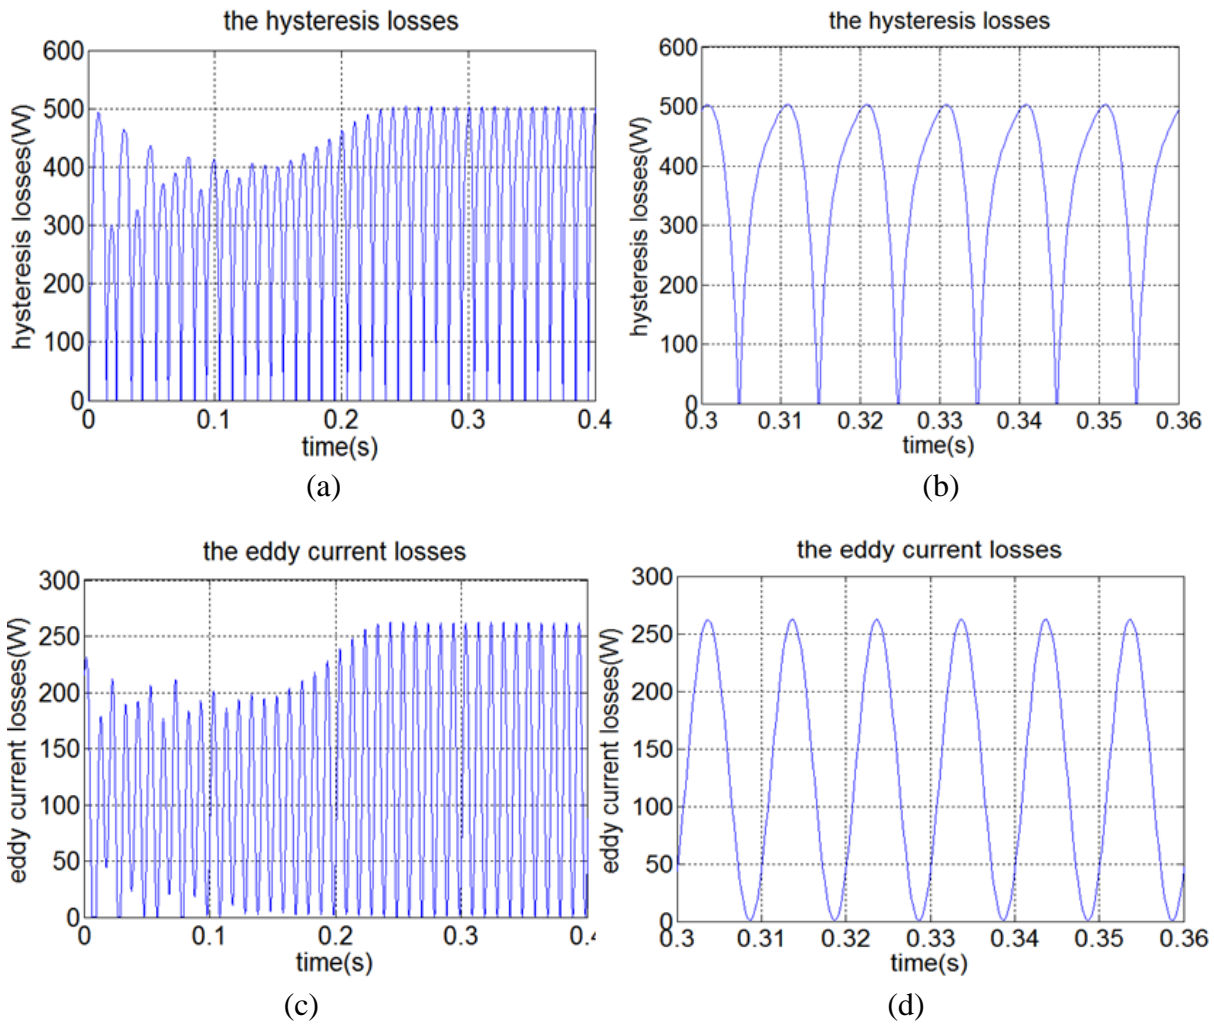 the hysteresis losses
hysteresis losses(W)
600
500
400
300
200
100
0
0 0.1 0.2 0.3 0.4
time(s)
(a)
the hysteresis losses
hysteresis losses(W)
600
500
400
300
200
100
0
0.3 0.31 0.32 0.33 0.34 0.35 0.36
time(s)
(b)
the eddy current losses
eddy current losses(W)
300
250
200
150
100
50
0
0 0.1 0.2 0.3 0.4
time(s)
(c)
the eddy current losses
eddy current losses(W)
300
250
200
150
100
50
0
0.3 0.31 0.32 0.33 0.34 0.35 0.36
time(s)
(d)